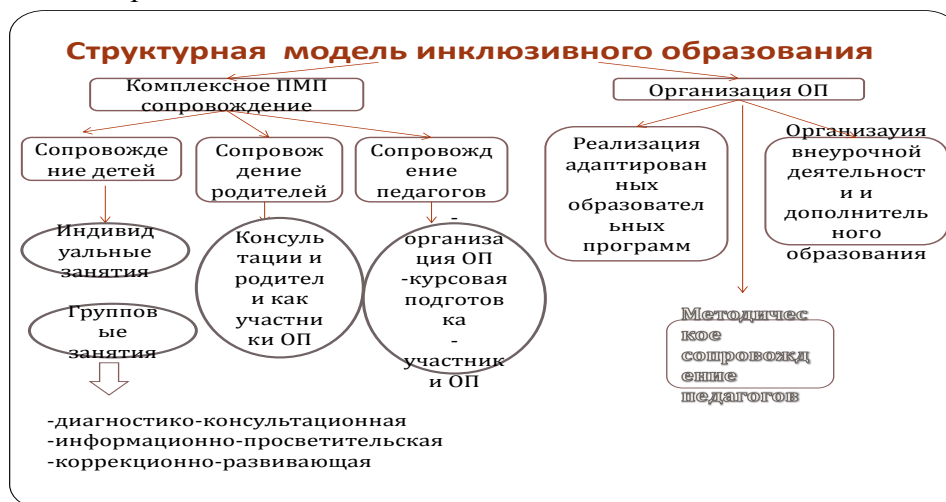 Структурная модель инклюзивного образования
Комплексное ПМП
сопровождение
Организация ОП
Сопровожде
ние детей
Сопровож
дение
родителей
Сопровожд
ение
педагогов
Реализация
адаптирован
ных
образовател
ьных
программ
Организауия
внеурочной
деятельност
и и
дополнитель
ного
образования
Индивид
уальные
занятия
Группов
ые
занятия
Консуль
тации и
родител
и как
участни
ки ОП
-
организа
ция ОП
-курсовая
подготов
ка
-
участник
и ОП
Методичес
кое
сопровожд
ение
педагогов
-диагностико-консультационная
-информационно-просветительская
-коррекционно-развивающая